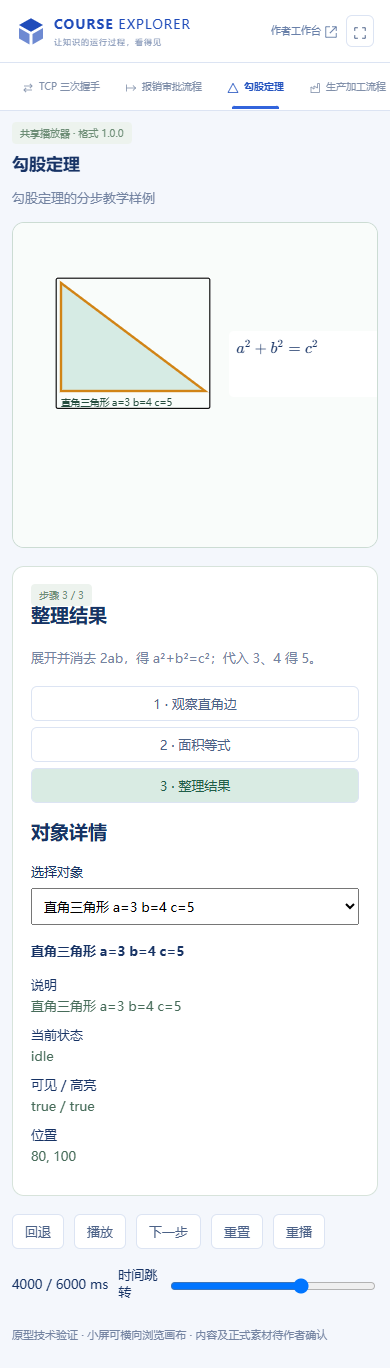 COURSE EXPLORER
让知识的运行过程，看得见
作者工作台
TCP 三次握手
报销审批流程
勾股定理
生产加工流程
共享播放器 · 格式 1.0.0
勾股定理
勾股定理的分步教学样例
a² + b² = c²
直角三角形 a=3 b=4 c=5
步骤 3 / 3
整理结果
展开并消去 2ab，得 a²+b²=c²；代入 3、4 得 5。
1 · 观察直角边
2 · 面积等式
3 · 整理结果
对象详情
选择对象
直角三角形 a=3 b=4 c=5
直角三角形 a=3 b=4 c=5
说明
直角三角形 a=3 b=4 c=5
当前状态
idle
可见 / 高亮
true / true
位置
80, 100
回退
播放
下一步
重置
重播
4000 / 6000 ms
时间跳
转
原型技术验证 · 小屏可横向浏览画布 · 内容及正式素材待作者确认